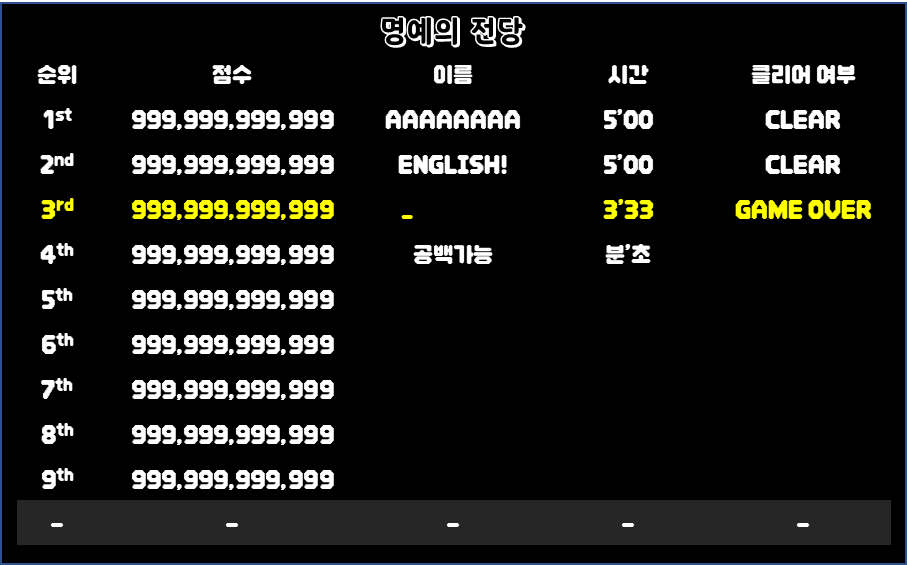 명예의 전당
순위 점수 이름 시간 클리어 여부
1st 999,999,999,999 AAAAAAAA 5'00 CLEAR
2nd 999,999,999,999 ENGLISH! 5'00 CLEAR
3rd 999,999,999,999 _ 3'33 GAME OVER
4th 999,999,999,999 공백가능 분'초
5th 999,999,999,999
6th 999,999,999,999
7th 999,999,999,999
8th 999,999,999,999
9th 999,999,999,999
- - - - -